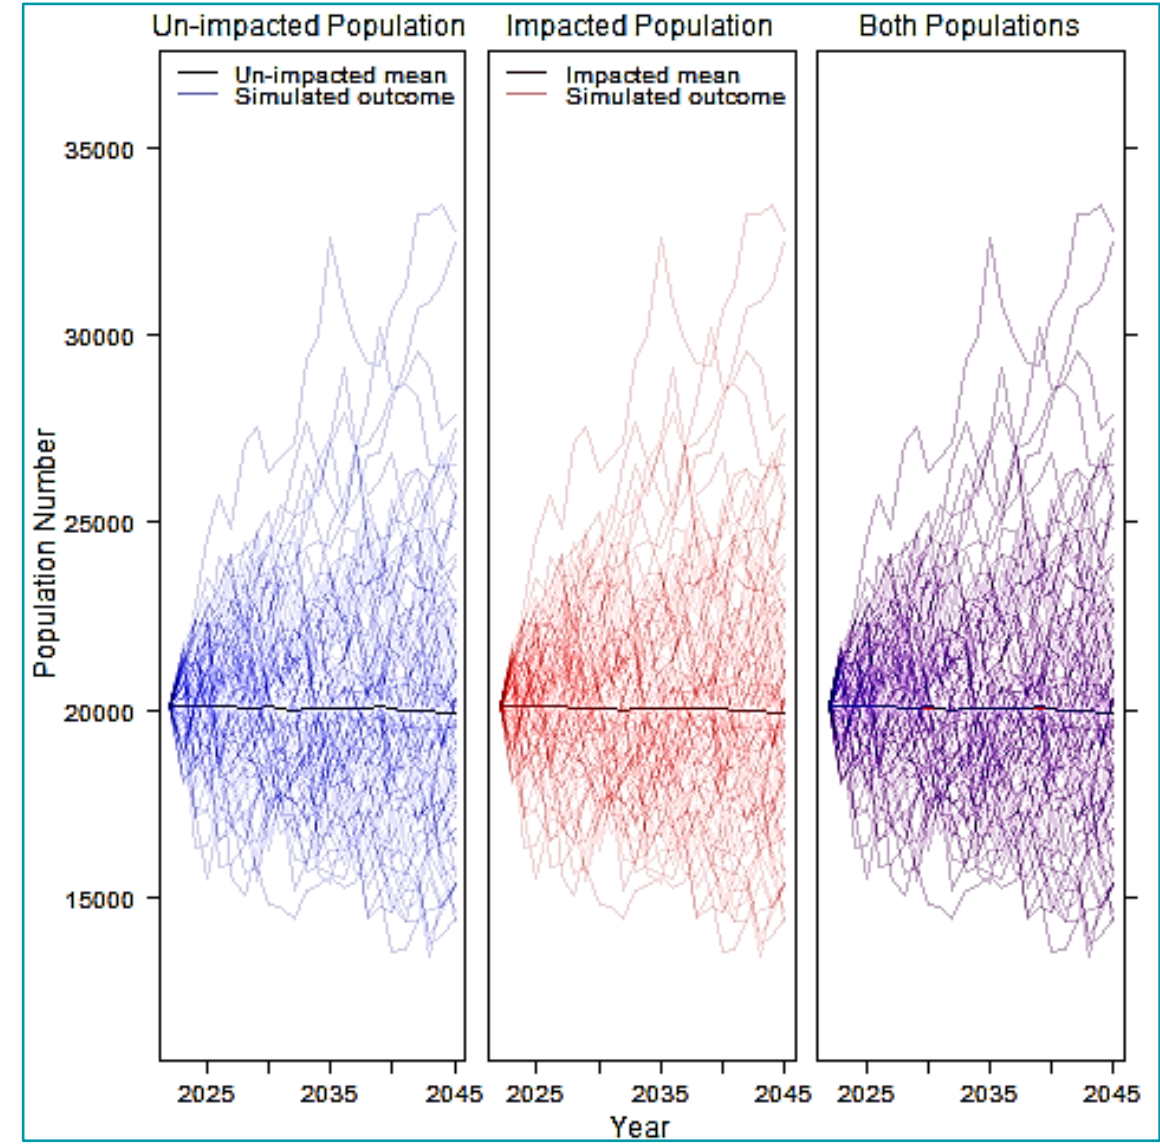 Un-impacted Population
Impacted Population
Both Populations
Un-impacted mean
Simulated outcome
Impacted mean
Simulated outcome
35000
30000
25000
20000
15000
Population Number
2025
2035
2045
2025
2035
2045
2025
2035
2045
Year